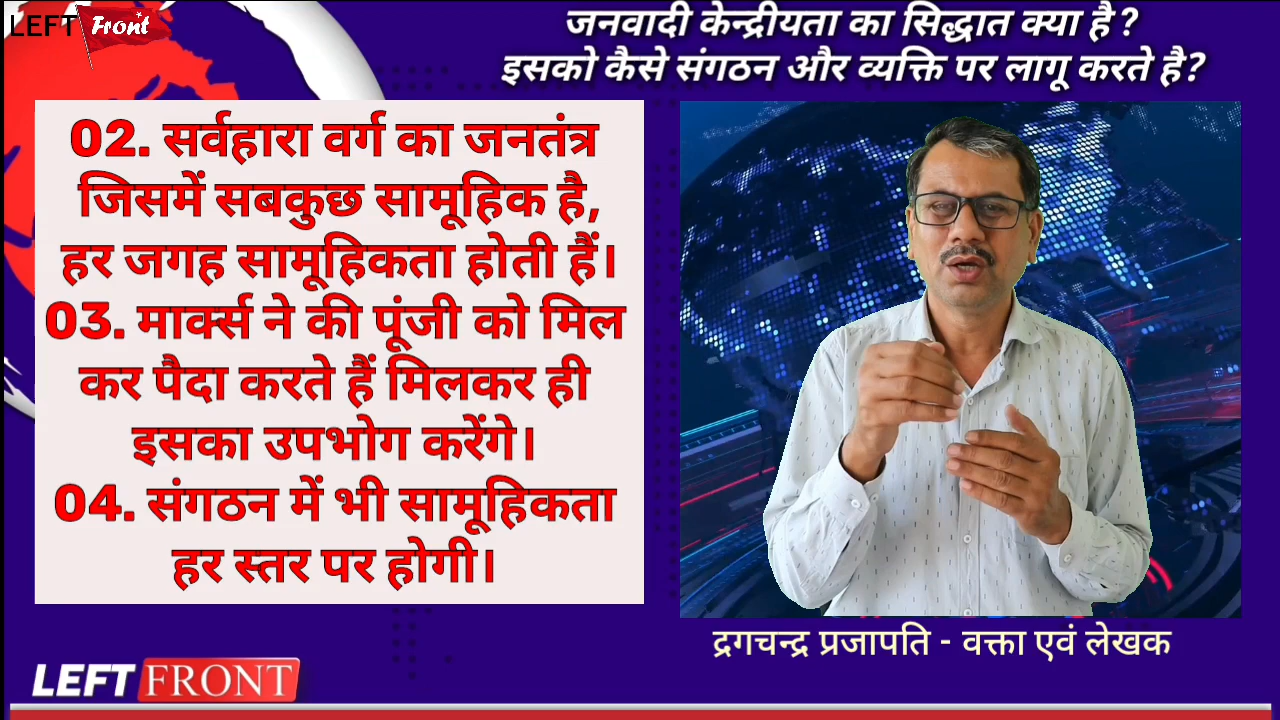 LEFT Front
जनवादी केन्द्रीयता का सिद्धात क्या है ?
इसको कैसे संगठन और व्यक्ति पर लागू करते है?
02. सर्वहारा वर्ग का जनतंत्र
जिसमें सबकुछ सामूहिक है,
हर जगह सामूहिकता होती हैं।
03. मार्क्स ने की पूंजी को मिल
कर पैदा करते हैं मिलकर ही
इसका उपभोग करेंगे।
04. संगठन में भी सामूहिकता
हर स्तर पर होगी।
द्रगचन्द्र प्रजापति - वक्ता एवं लेखक
LEFT FRONT